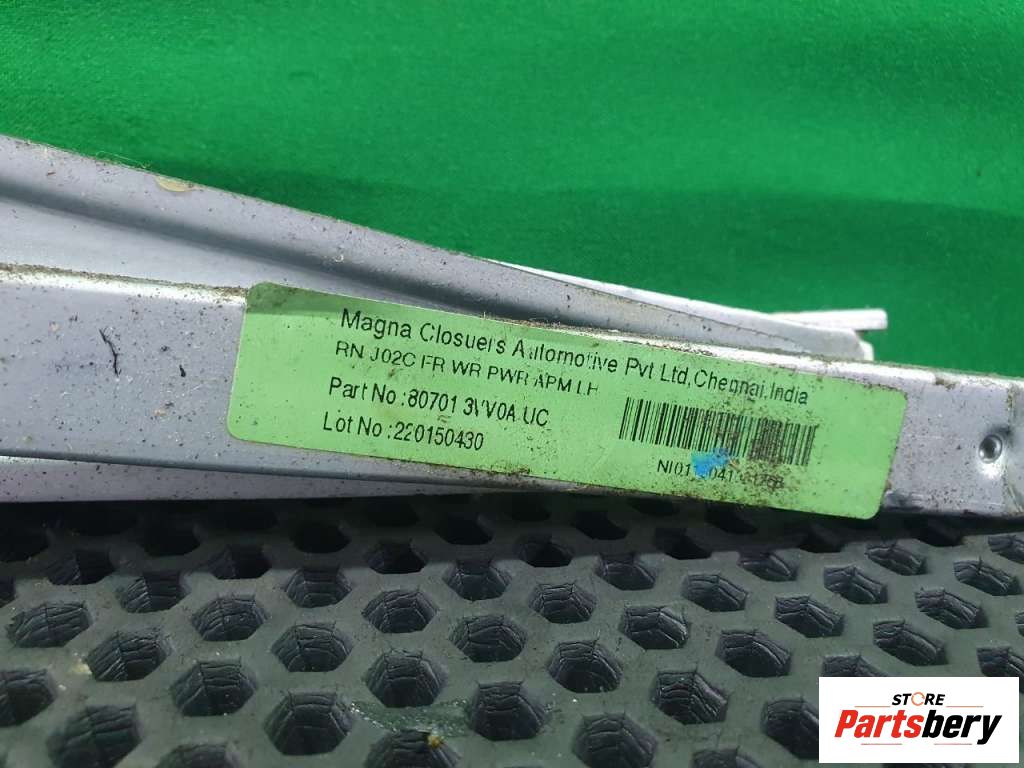 Magna Closuers Automotive Pvt Ltd,Chennai,India
RN J02C FR WR PWR APM LH
Part No :80701 3VV0A UC
Lot No :220150430
STORE
Partsbery